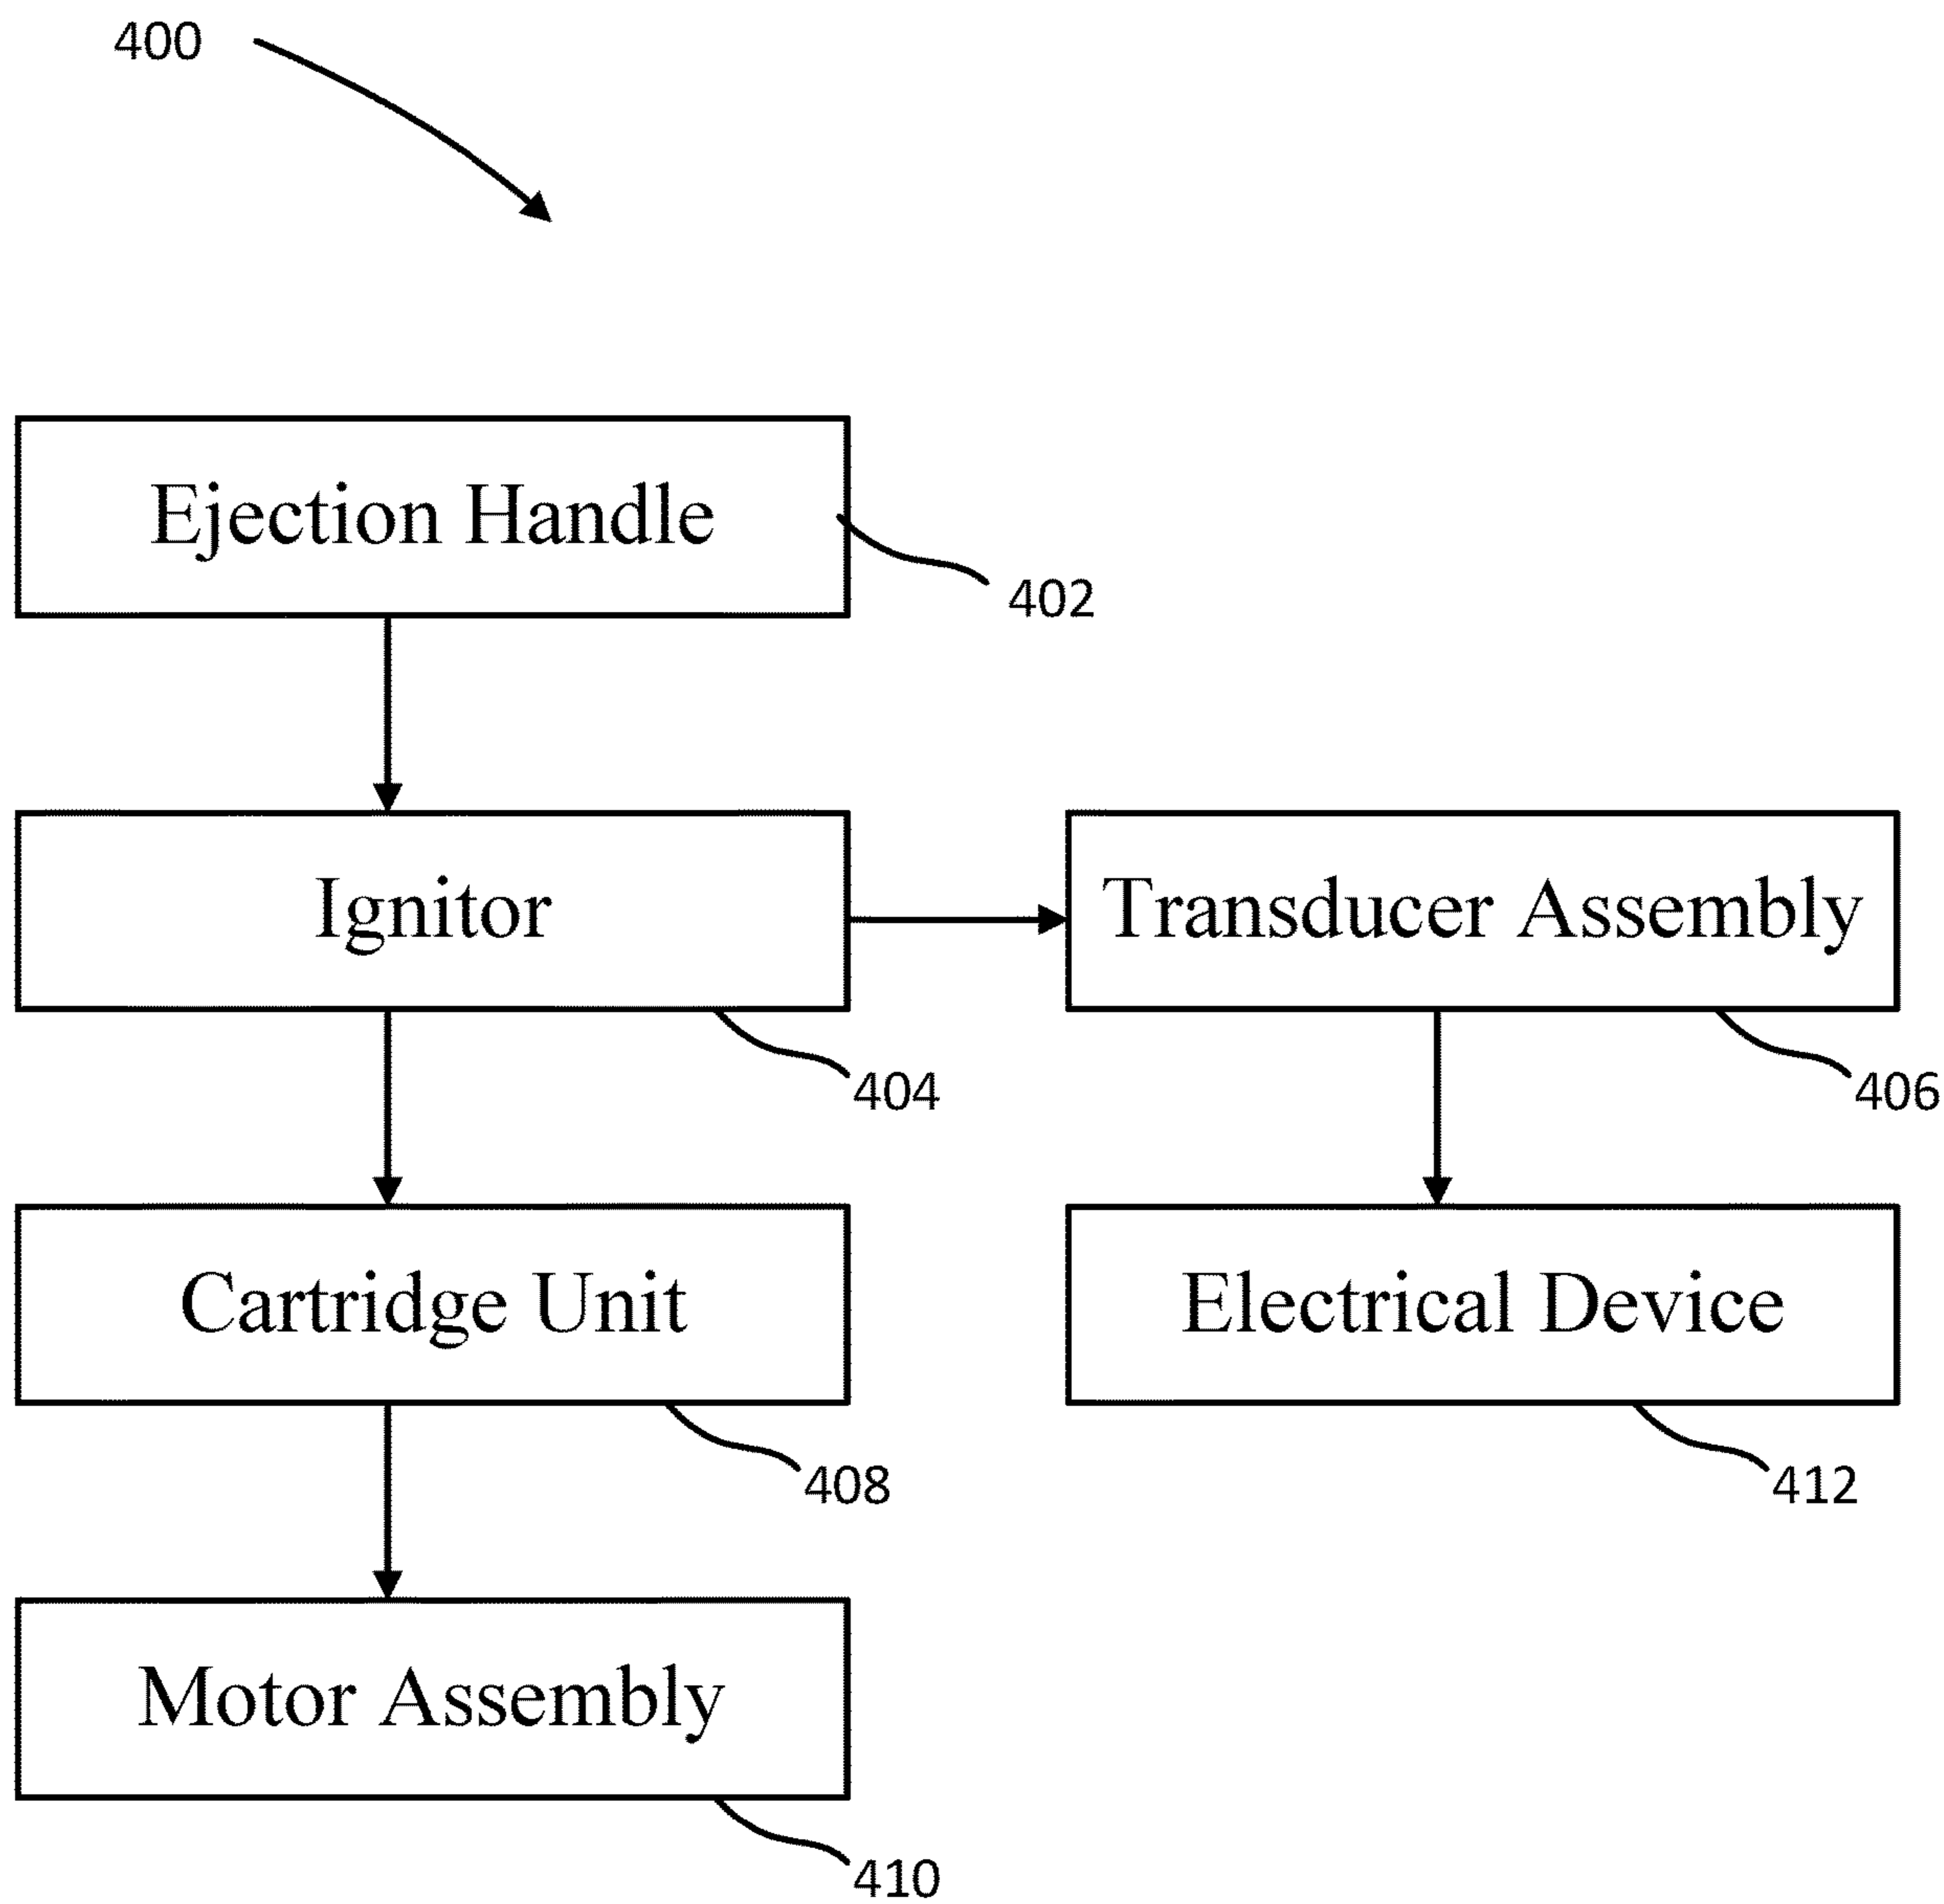 400
Ejection Handle
402
Ignitor
Transducer Assembly
404
406
Cartridge Unit
Electrical Device
408
412
Motor Assembly
410